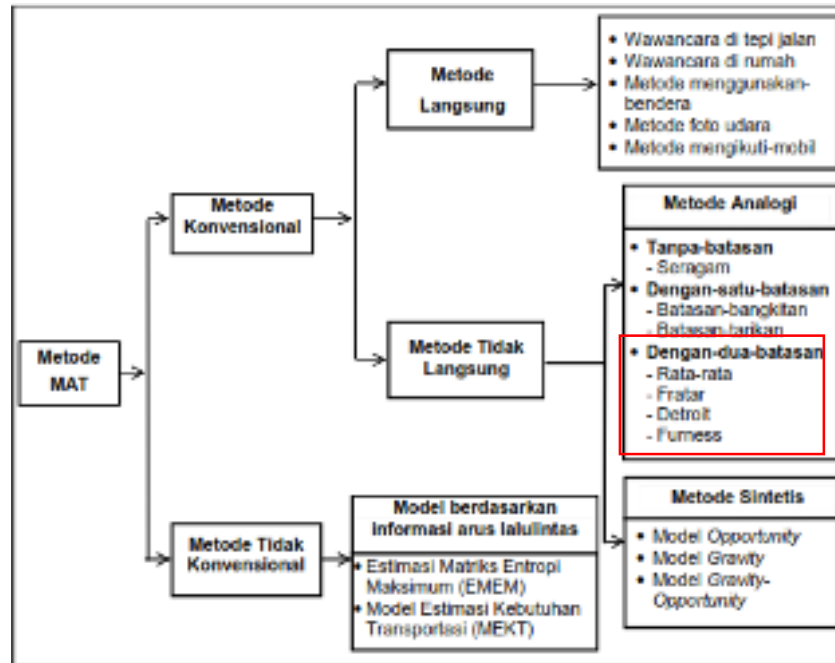 Metode
MAT
Metode
Konvensional
Metode
Langsung
• Wawancara di tepi jalan
• Wawancara di rumah
• Metode menggunakan-
bendera
• Metode foto udara
• Metode mengikuti-mobil
Metode Tidak
Langsung
Metode Analogi
• Tanpa-batasan
- Seragam
• Dengan-satu-batasan
- Batasan-bangkitan
- Batasan-tarikan
• Dengan-dua-batasan
- Rata-rata
- Fratar
- Detroit
- Furness
Metode Sintetis
• Model Opportunity
• Model Gravity
• Model Gravity-
Opportunity
Metode Tidak
Konvensional
Model berdasarkan
informasi arus lalulintas
• Estimasi Matriks Entropi
Maksimum (EMEM)
• Model Estimasi Kebutuhan
Transportasi (MEKT)